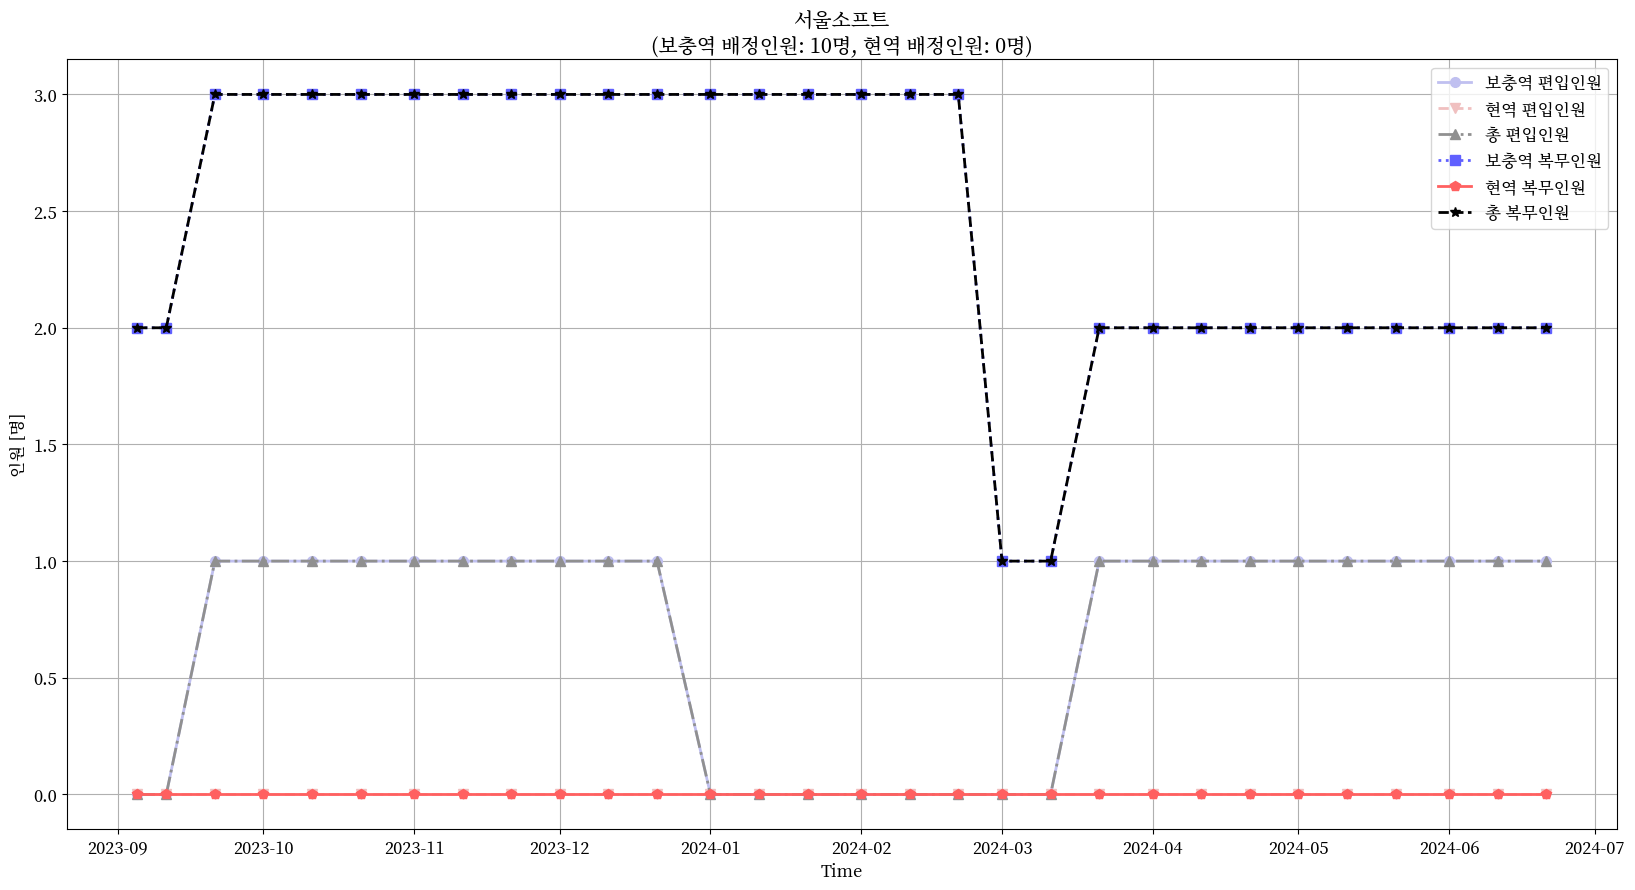 서울소프트
(보충역 배정인원: 10명, 현역 배정인원: 0명)
보충역 편입인원
현역 편입인원
총 편입인원
보충역 복무인원
현역 복무인원
총 복무인원
인원 [명]
3.0
2.5
2.0
1.5
1.0
0.5
0.0
2023-09
2023-10
2023-11
2023-12
2024-01
2024-02
2024-03
2024-04
2024-05
2024-06
2024-07
Time